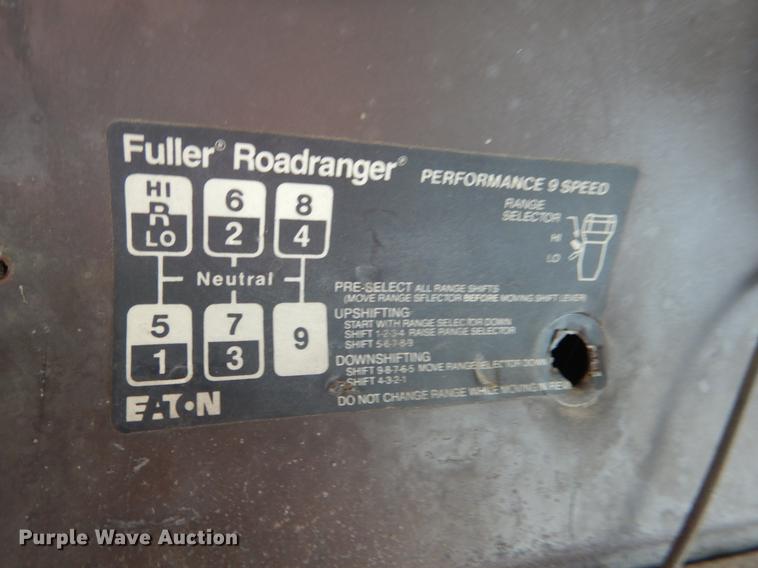 Fuller® Roadranger®
PERFORMANCE 9 SPEED
HI
R
LO
6
2
8
4
Neutral
5
1
7
3
9
RANGE
SELECTOR
HI
LO
PRE-SELECT ALL RANGE SHIFTS
(MOVE RANGE SELECTOR BEFORE MOVING SHIFT LEVER)
UPSHIFTING
START WITH RANGE SELECTOR DOWN
SHIFT 1-2-3-4 RAISE RANGE SELECTOR
SHIFT 5-6-7-8-9
DOWNSHIFTING
SHIFT 9-8-7-6-5 MOVE RANGE SELECTOR DOWN
SHIFT 4-3-2-1
DO NOT CHANGE RANGE WHILE MOVING IN REV
EATON
Purple Wave Auction